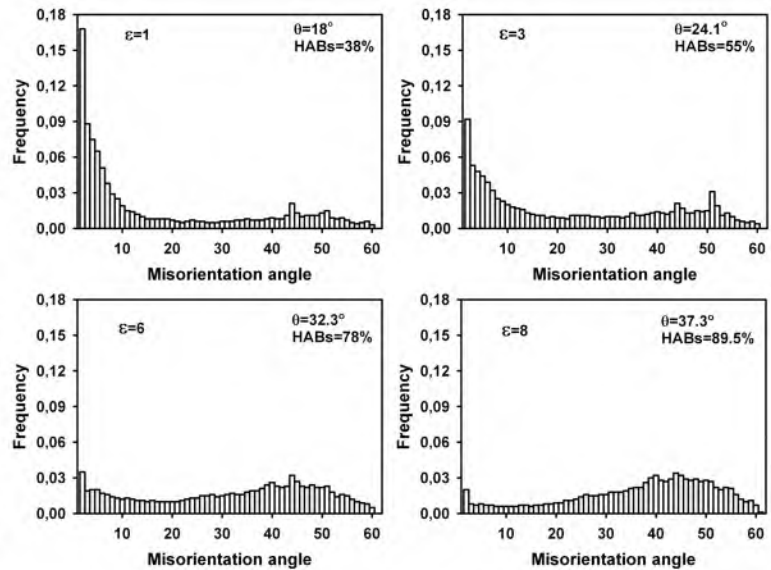 0,18
0,15
0,12
0,09
0,06
0,03
0,00
Frequency
ε=1
θ=18°
HABs=38%
10 20 30 40 50 60
Misorientation angle
0,18
0,15
0,12
0,09
0,06
0,03
0,00
Frequency
ε=3
θ=24.1°
HABs=55%
10 20 30 40 50 60
Misorientation angle
0,18
0,15
0,12
0,09
0,06
0,03
0,00
Frequency
ε=6
θ=32.3°
HABs=78%
10 20 30 40 50 60
Misorientation angle
0,18
0,15
0,12
0,09
0,06
0,03
0,00
Frequency
ε=8
θ=37.3°
HABs=89.5%
10 20 30 40 50 60
Misorientation angle